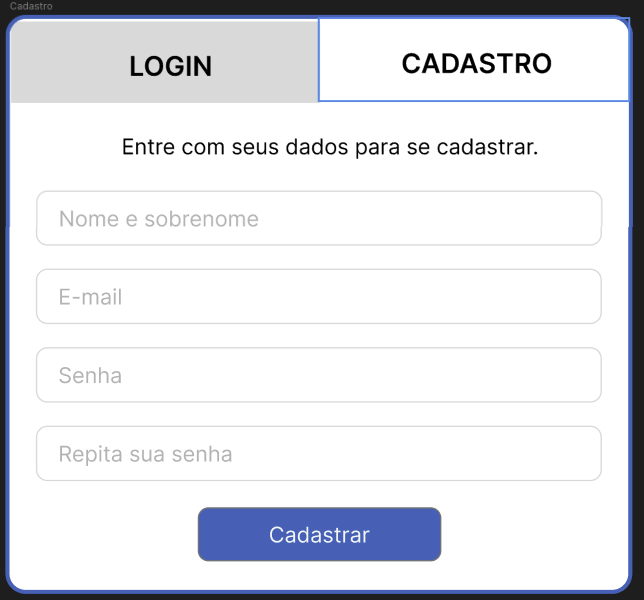 Cadastro
LOGIN
CADASTRO
Entre com seus dados para se cadastrar.
Nome e sobrenome
E-mail
Senha
Repita sua senha
Cadastrar